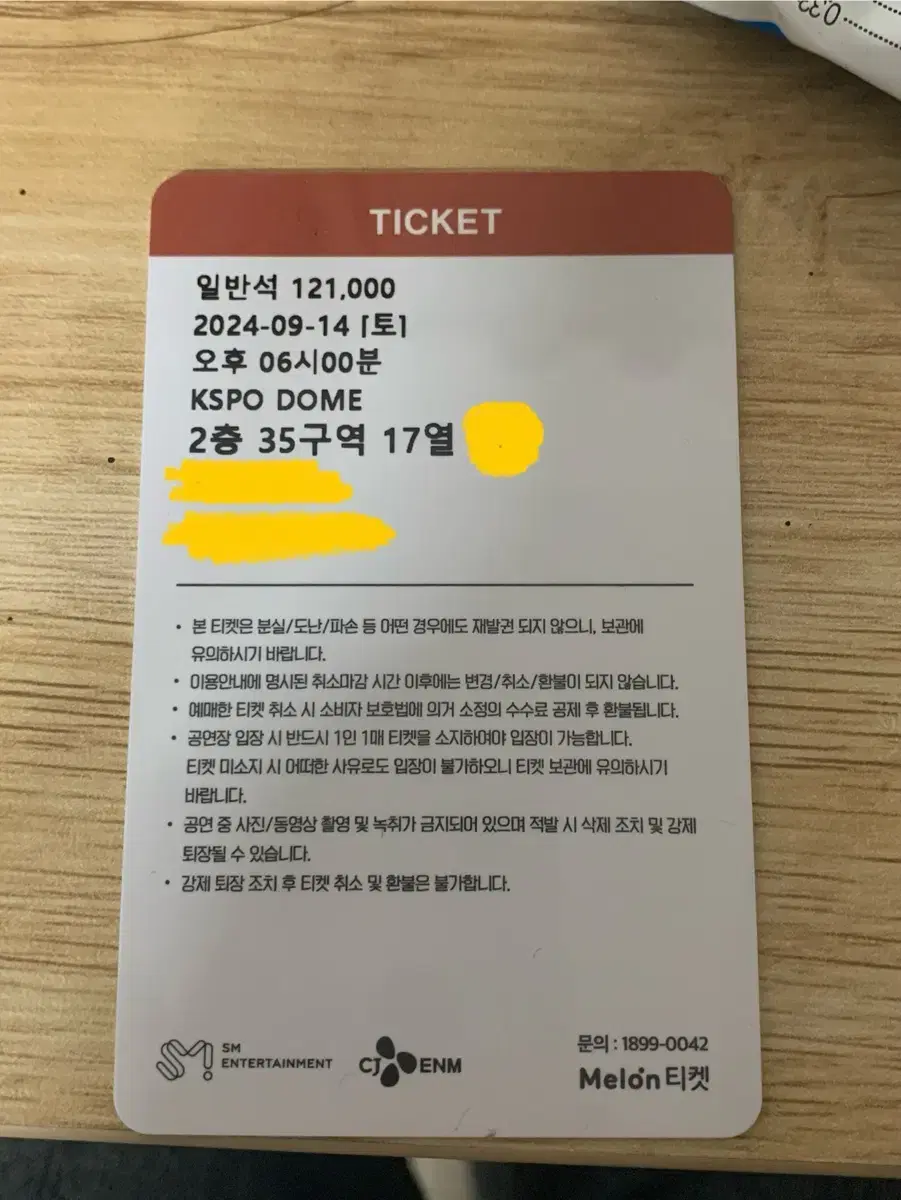 0.33
TICKET
일반석 121,000
2024-09-14 [토]
오후 06시00분
KSPO DOME
2층 35구역 17열
• 본 티켓은 분실/도난/파손 등 어떤 경우에도 재발권 되지 않으니, 보관에
유의하시기 바랍니다.
• 이용안내에 명시된 취소마감 시간 이후에는 변경/취소/환불이 되지 않습니다.
• 예매한 티켓 취소 시 소비자 보호법에 의거 소정의 수수료 공제 후 환불됩니다.
• 공연장 입장 시 반드시 1인 1매 티켓을 소지하여야 입장이 가능합니다.
티켓 미소지 시 어떠한 사유로도 입장이 불가하오니 티켓 보관에 유의하시기
바랍니다.
• 공연 중 사진/동영상 촬영 및 녹취가 금지되어 있으며 적발 시 삭제 조치 및 강제
퇴장될 수 있습니다.
• 강제 퇴장 조치 후 티켓 취소 및 환불은 불가합니다.
SM
ENTERTAINMENT
CJ ENM
문의 : 1899-0042
Melon 티켓